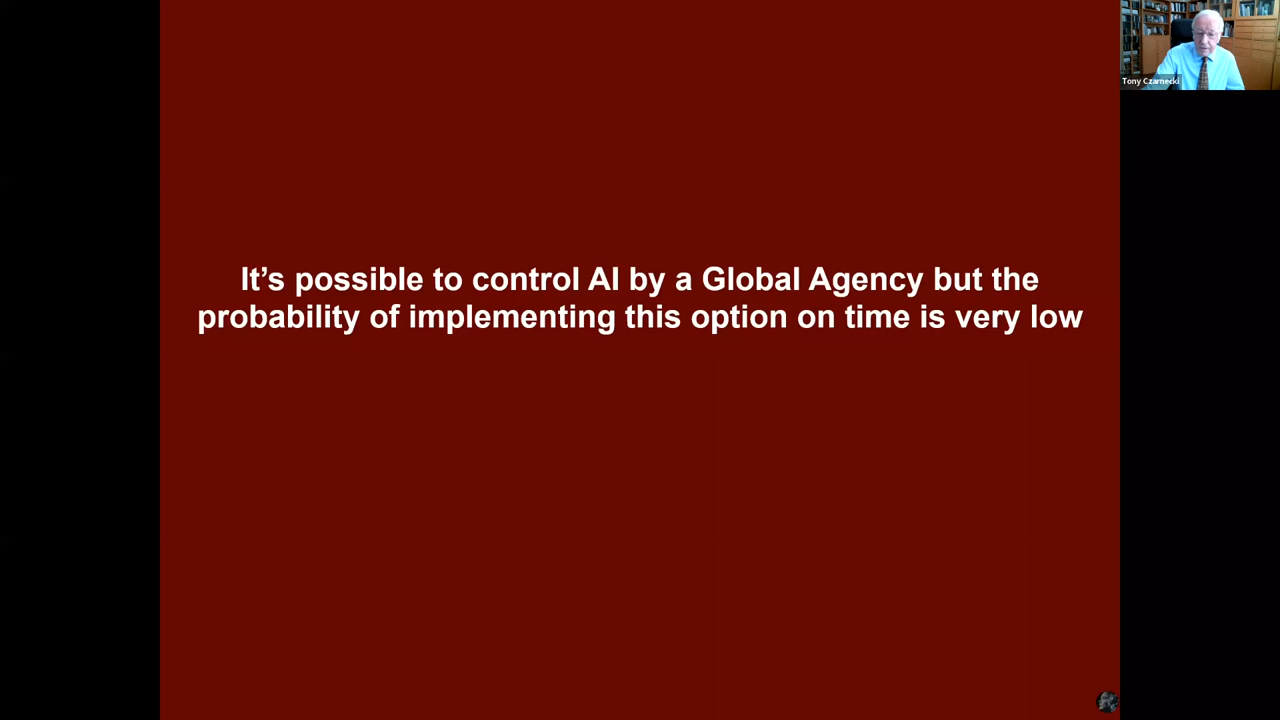 It’s possible to control AI by a Global Agency but the
probability of implementing this option on time is very low
Tony Czarnecki